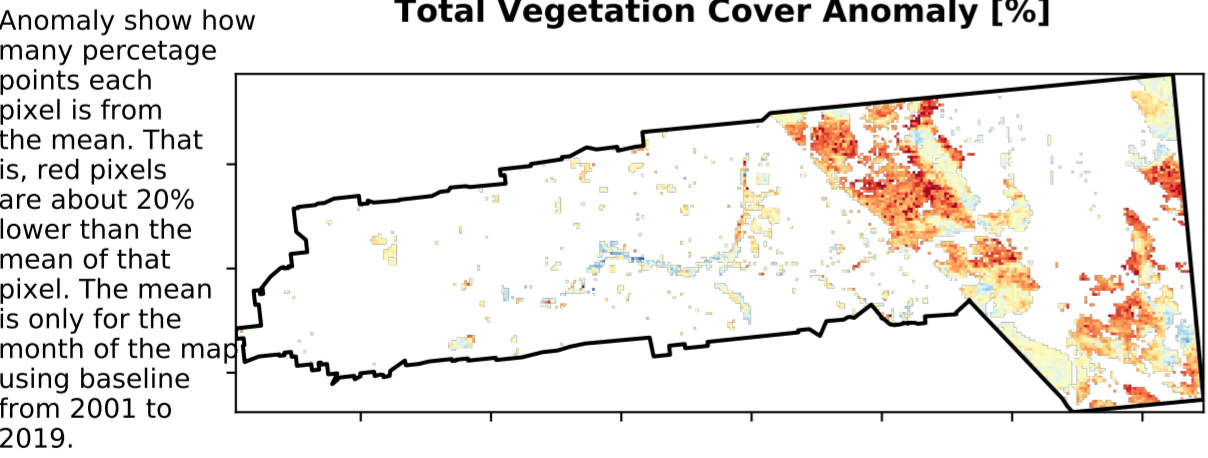 Total Vegetation Cover Anomaly [%]
Anomaly show how
many percetage
points each
pixel is from
the mean. That
is, red pixels
are about 20%
lower than the
mean of that
pixel. The mean
is only for the
month of the map
using baseline
from 2001 to
2019.